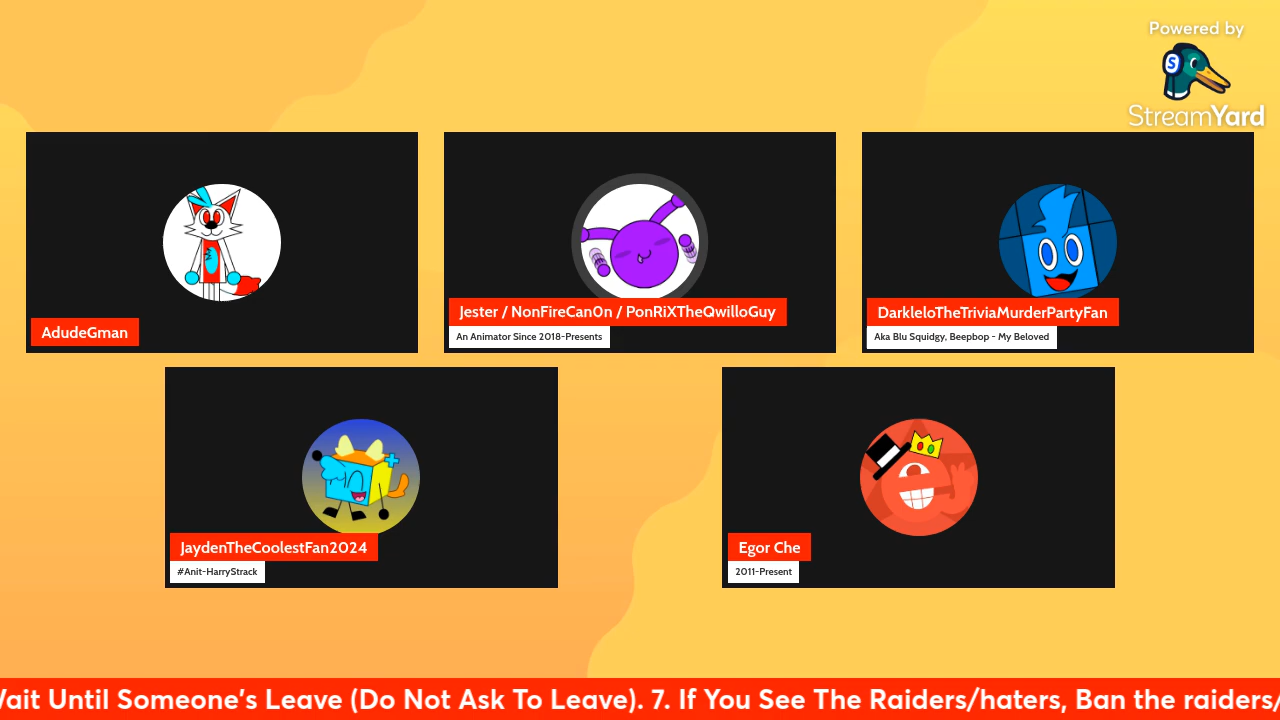 Powered by
StreamYard
AdudeGman
Jester / NonFireCan0n / PonRiXTheQwilloGuy
An Animator Since 2018-Presents
DarkleloTheTriviaMurderPartyFan
Aka Blu Squidgy, Beepbop - My Beloved
JaydenTheCoolestFan2024
#Anit-HarryStrack
Egor Che
2011-Present
Until Someone's Leave (Do Not Ask To Leave). 7. If You See The Raiders/haters, Ban the raiders/